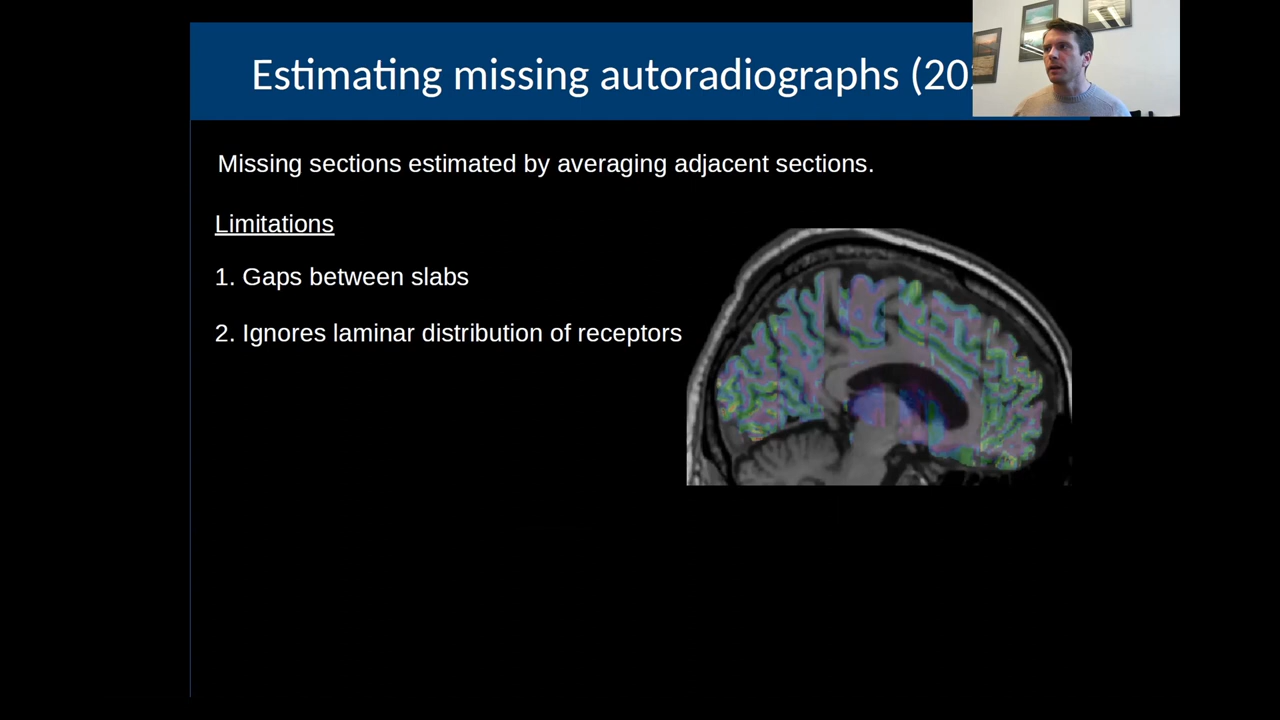 Estimating missing autoradiographs (20
Missing sections estimated by averaging adjacent sections.
Limitations
1. Gaps between slabs
2. Ignores laminar distribution of receptors